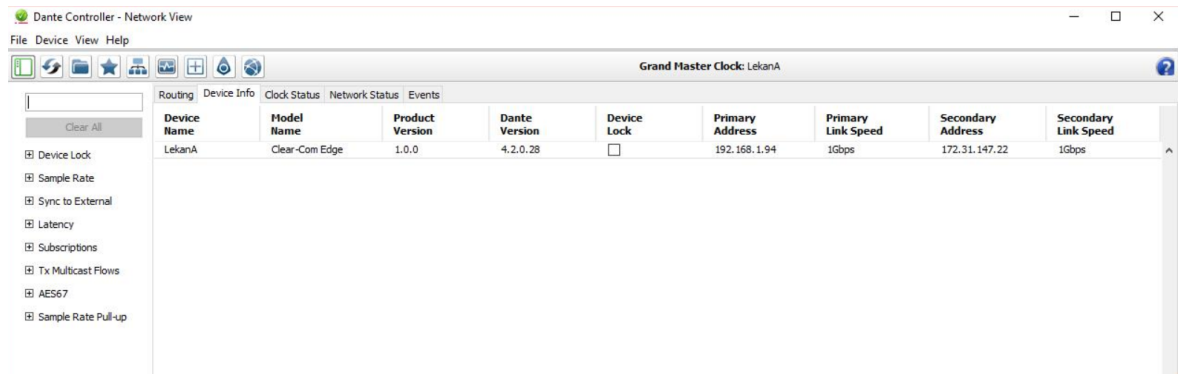 Dante Controller - Network View
File Device View Help
Grand Master Clock: LekanA
Clear All
Device Lock
Sample Rate
Sync to External
Latency
Subscriptions
Tx Multicast Flows
AES67
Sample Rate Pull-up
Routing Device Info Clock Status Network Status Events
Device Name Model Name Product Version Dante Version Device Lock Primary Address Primary Link Speed Secondary Address Secondary Link Speed
LekanA Clear-Com Edge 1.0.0 4.2.0.28 192.168.1.94 1Gbps 172.31.147.22 1Gbps